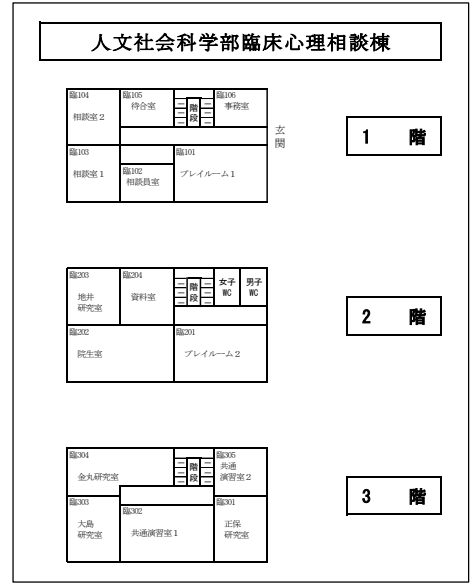 人文社会科学部臨床心理相談棟
臨104
相談室2
臨105
待合室
階段
臨106
事務室
玄関
1 階
臨103
相談室1
臨102
相談員室
臨101
プレイルーム1
臨203
地井
研究室
臨204
資料室
階段
女子
WC
男子
WC
2 階
臨202
院生室
臨201
プレイルーム2
臨304
金丸研究室
階段
臨305
共通
演習室2
3 階
臨303
大島
研究室
臨302
共通演習室1
臨301
正保
研究室